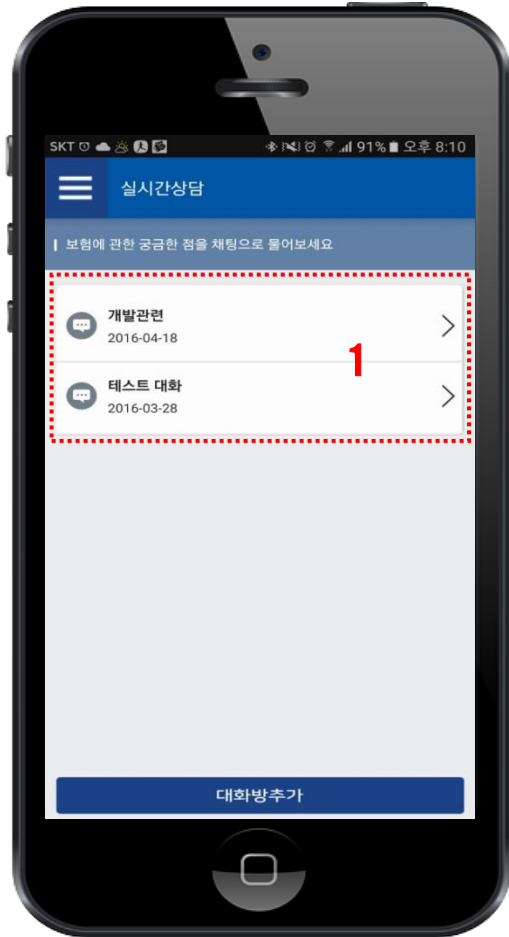 SKT 91% 오후 8:10
실시간상담
보험에 관한 궁금한 점을 채팅으로 물어보세요
개발관련
2016-04-18
1
테스트 대화
2016-03-28
대화방추가